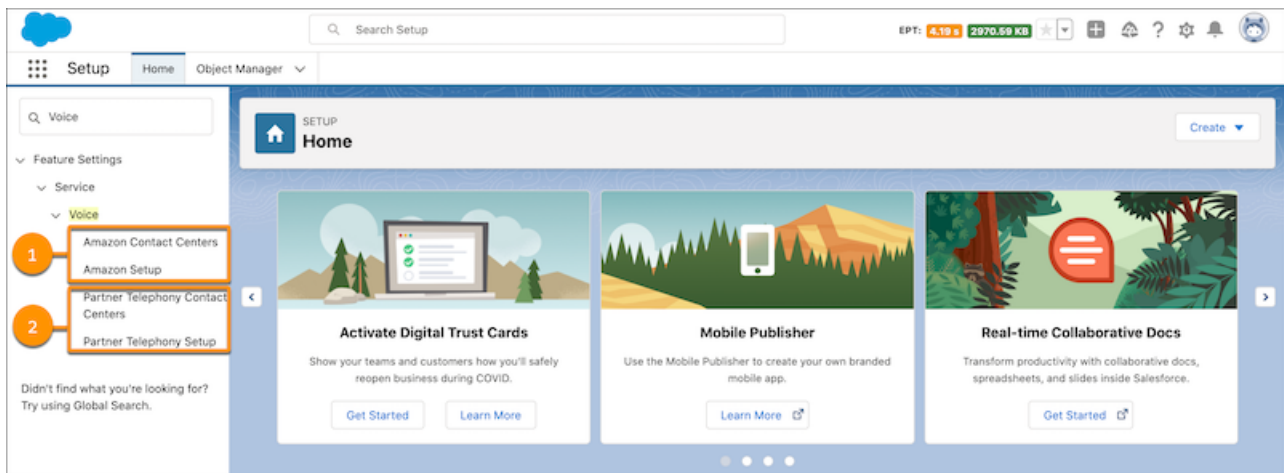 Search Setup
EPT: 4.19 s 2970.59 KB
Setup
Home
Object Manager
Voice
Feature Settings
Service
Voice
1
Amazon Contact Centers
Amazon Setup
2
Partner Telephony Contact
Centers
Partner Telephony Setup
Didn't find what you're looking for?
Try using Global Search.
SETUP
Home
Create
Activate Digital Trust Cards
Show your teams and customers how you'll safely
reopen business during COVID.
Get Started
Learn More
Mobile Publisher
Use the Mobile Publisher to create your own branded
mobile app.
Learn More
Real-time Collaborative Docs
Transform productivity with collaborative docs,
spreadsheets, and slides inside Salesforce.
Get Started